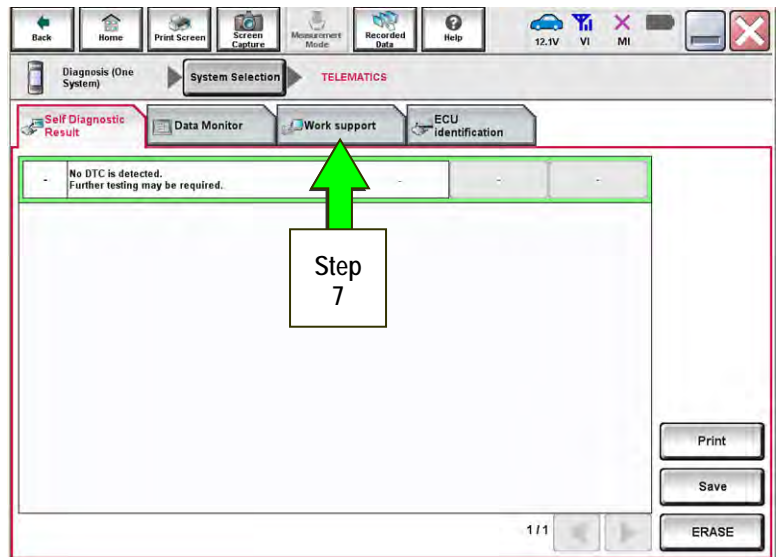 Back
Home
Print Screen
Screen
Capture
Measurement
Mode
Recorded
Data
Help
12.1V
VI
MI
Diagnosis (One
System)
System Selection
TELEMATICS
Self Diagnostic
Result
Data Monitor
Work support
ECU
identification
-
No DTC is detected.
Further testing may be required.
-
-
-
Step
7
Print
Save
1/1
ERASE